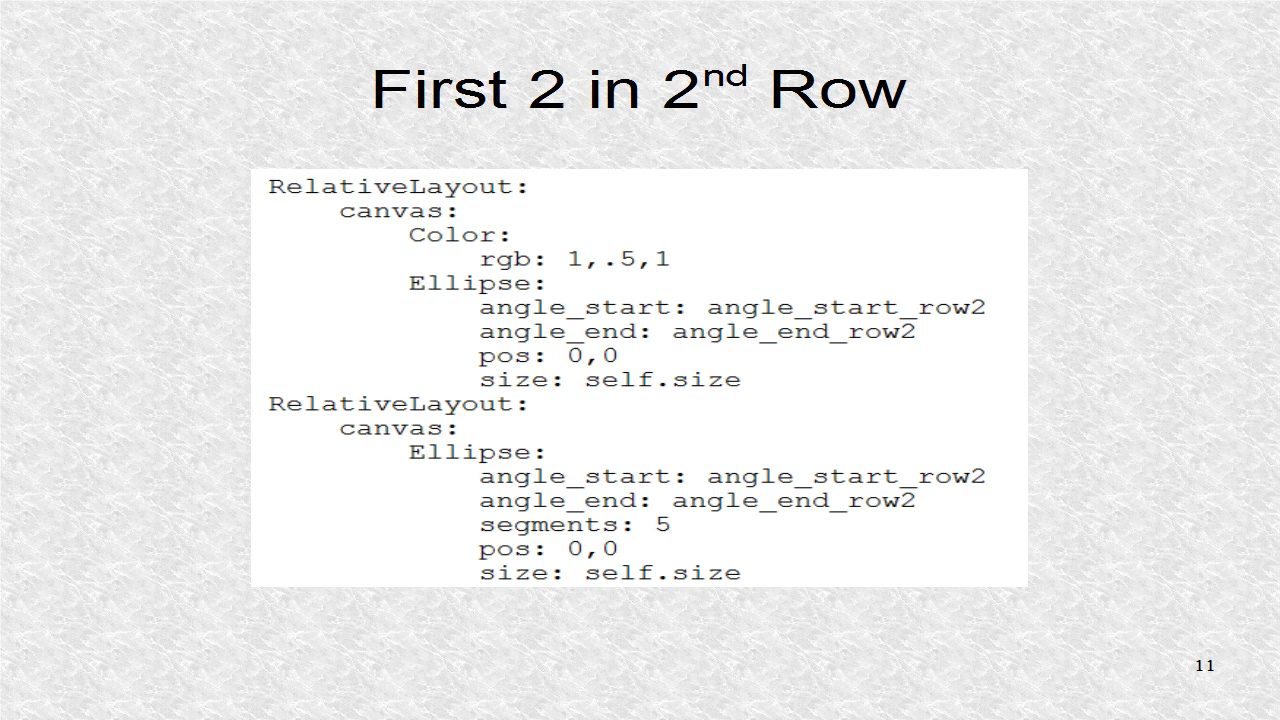 First 2 in 2nd Row
RelativeLayout:
    canvas:
        Color:
            rgb: 1,.5,1
        Ellipse:
            angle_start: angle_start_row2
            angle_end: angle_end_row2
            pos: 0,0
            size: self.size
RelativeLayout:
    canvas:
        Ellipse:
            angle_start: angle_start_row2
            angle_end: angle_end_row2
            segments: 5
            pos: 0,0
            size: self.size
11